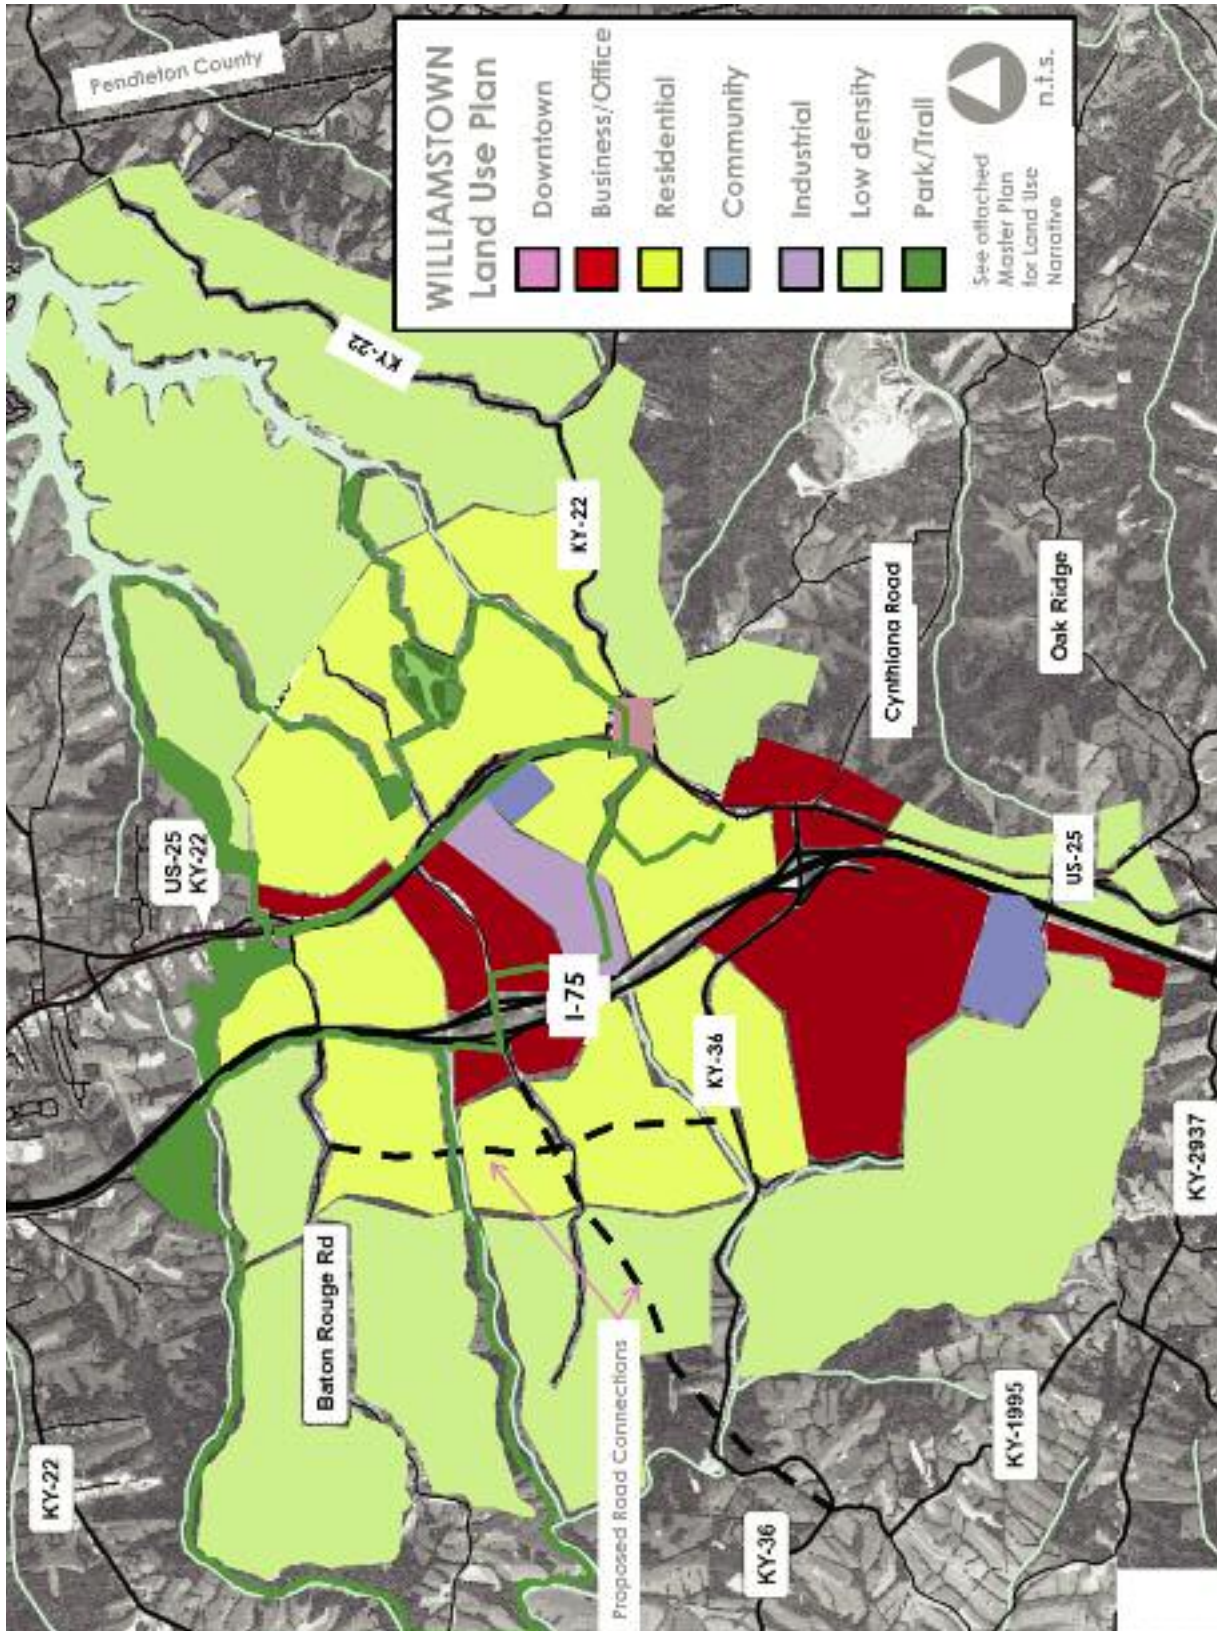 Pendleton County
WILLIAMSTOWN
Land Use Plan
Downtown
Business/Office
Residential
Community
Industrial
Low density
Park/Trail
See attached
Master Plan
for Land Use
Narrative
n.t.s.
KY-22
KY-22
US-25
KY-22
Cynthiana Road
Oak Ridge
US-25
I-75
KY-36
KY-2937
Baton Rouge Rd
Proposed Road Connections
KY-22
KY-36
KY-1995